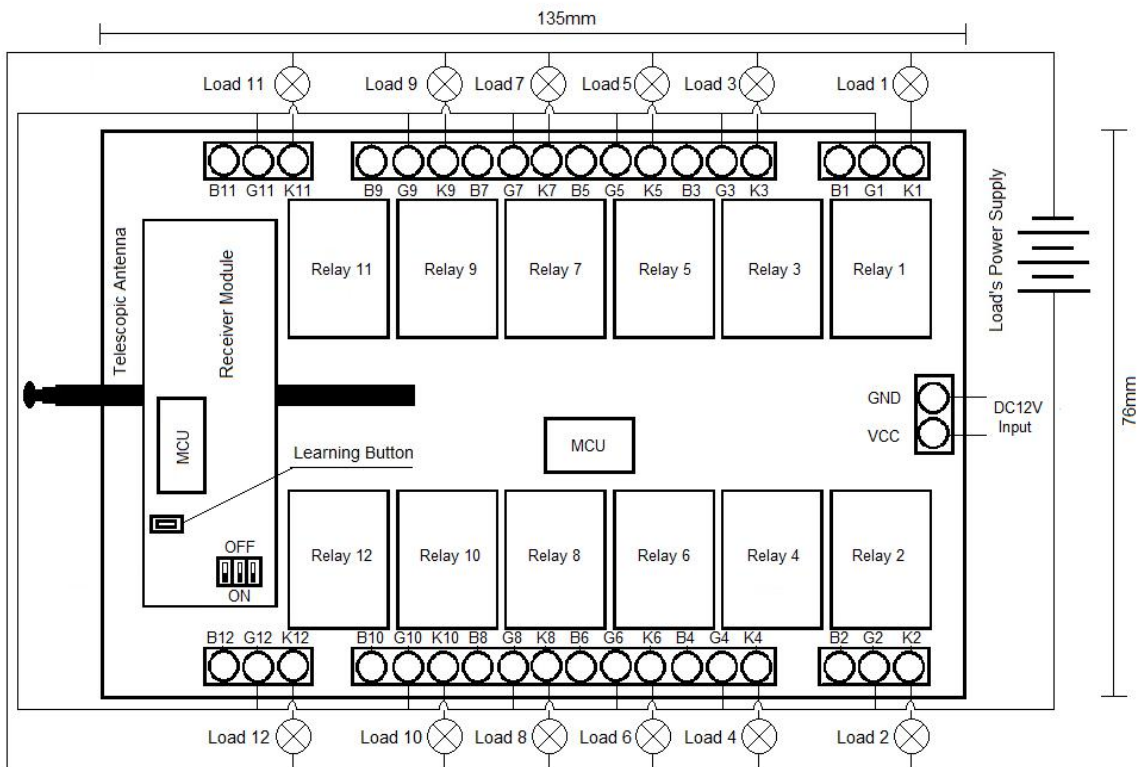 135mm
Load 11
Load 9
Load 7
Load 5
Load 3
Load 1
B11 G11 K11
B9 G9 K9 B7 G7 K7 B5 G5 K5 B3 G3 K3
B1 G1 K1
Telescopic Antenna
Receiver Module
Relay 11
Relay 9
Relay 7
Relay 5
Relay 3
Relay 1
Load's Power Supply
76mm
GND
VCC
DC12V
Input
MCU
MCU
Learning Button
OFF
ON
Relay 12
Relay 10
Relay 8
Relay 6
Relay 4
Relay 2
B12 G12 K12
B10 G10 K10 B8 G8 K8 B6 G6 K6 B4 G4 K4
B2 G2 K2
Load 12
Load 10
Load 8
Load 6
Load 4
Load 2